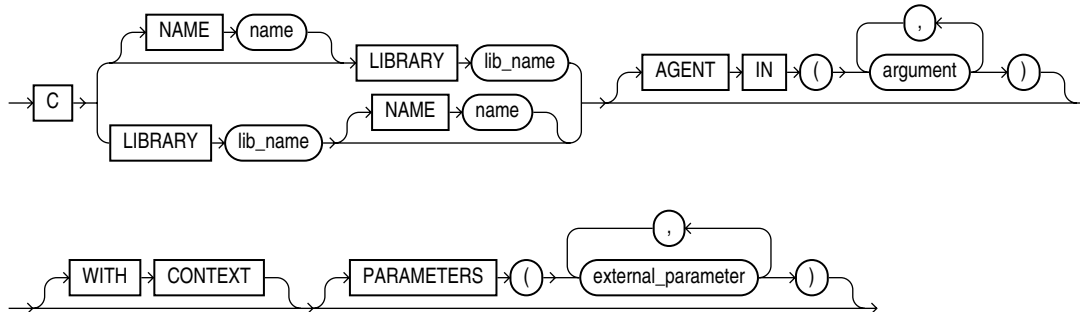 NAME name
LIBRARY lib_name
C
LIBRARY lib_name
NAME name
AGENT IN ( argument , )
WITH CONTEXT
PARAMETERS ( external_parameter , )